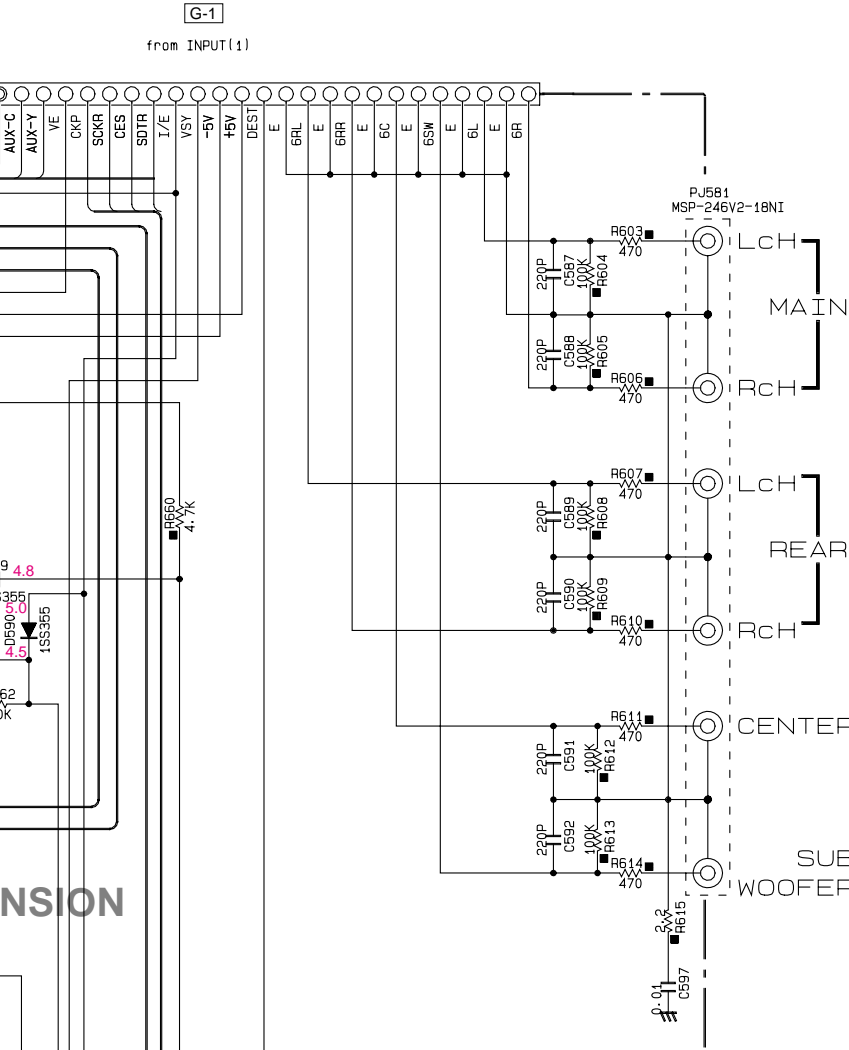 G-1
from INPUT(1)
AUX-C
AUX-Y
VE
CKP
SCKR
CES
SDTR
I/E
VSY
-5V
+5V
DEST
E
6RL
E
6RR
E
6C
E
6SW
E
6L
E
6R
PJ581
MSP-246V2-18NI
R603
470
LcH
220P
C587
100K
R604
MAIN
220P
C588
100K
R605
R606
470
RcH
R607
470
LcH
220P
C589
100K
R608
R660
4.7K
REAR
9
4.8
S355
5.0
D590
1SS355
4.5
220P
C590
100K
R609
R610
470
RcH
62
0K
R611
470
CENTER
220P
C591
100K
R612
220P
C592
100K
R613
R614
470
SUB
WOOFER
NSION
2.2
R615
0.01
C597